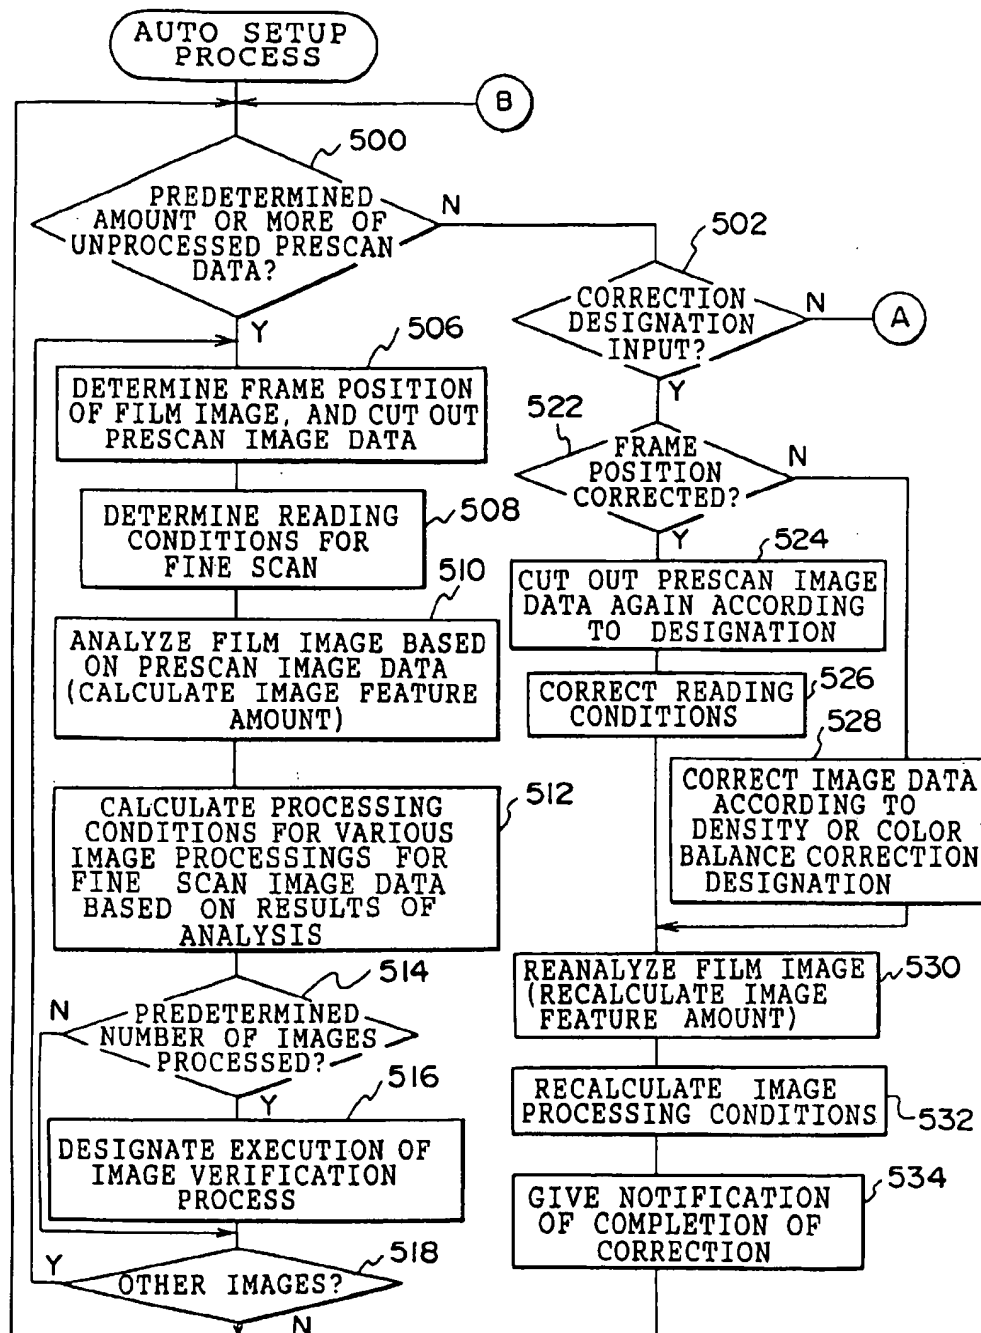 AUTO SETUP
PROCESS
B
500
PREDETERMINED
AMOUNT OR MORE OF
UNPROCESSED PRESCAN
DATA?
N
Y
502
CORRECTION
DESIGNATION
INPUT?
N
A
Y
506
DETERMINE FRAME POSITION
OF FILM IMAGE, AND CUT OUT
PRESCAN IMAGE DATA
522
FRAME
POSITION
CORRECTED?
N
Y
508
DETERMINE READING
CONDITIONS FOR
FINE SCAN
524
CUT OUT PRESCAN IMAGE
DATA AGAIN ACCORDING
TO DESIGNATION
510
ANALYZE FILM IMAGE BASED
ON PRESCAN IMAGE DATA
(CALCULATE IMAGE FEATURE
AMOUNT)
526
CORRECT READING
CONDITIONS
528
CORRECT IMAGE DATA
ACCORDING TO
DENSITY OR COLOR
BALANCE CORRECTION
DESIGNATION
512
CALCULATE PROCESSING
CONDITIONS FOR VARIOUS
IMAGE PROCESSINGS FOR
FINE SCAN IMAGE DATA
BASED ON RESULTS OF
ANALYSIS
530
REANALYZE FILM IMAGE
(RECALCULATE IMAGE
FEATURE AMOUNT)
514
PREDETERMINED
NUMBER OF IMAGES
PROCESSED?
N
Y
532
RECALCULATE IMAGE
PROCESSING CONDITIONS
516
DESIGNATE EXECUTION OF
IMAGE VERIFICATION
PROCESS
534
GIVE NOTIFICATION
OF COMPLETION OF
CORRECTION
518
OTHER IMAGES?
Y
N